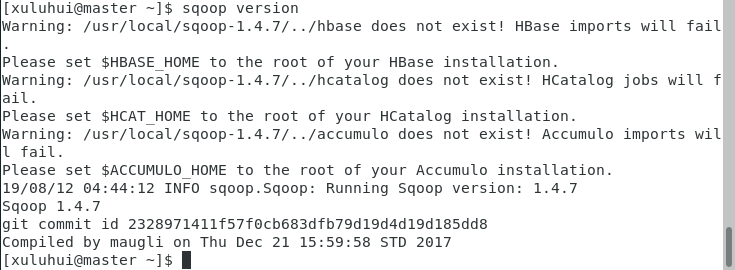 [xuluhui@master ~]$ sqoop version
Warning: /usr/local/sqoop-1.4.7/../hbase does not exist! HBase imports will fail
.
Please set $HBASE_HOME to the root of your HBase installation.
Warning: /usr/local/sqoop-1.4.7/../hcatalog does not exist! HCatalog jobs will f
ail.
Please set $HCAT_HOME to the root of your HCatalog installation.
Warning: /usr/local/sqoop-1.4.7/../accumulo does not exist! Accumulo imports wil
l fail.
Please set $ACCUMULO_HOME to the root of your Accumulo installation.
19/08/12 04:44:12 INFO sqoop.Sqoop: Running Sqoop version: 1.4.7
Sqoop 1.4.7
git commit id 2328971411f57f0cb683dfb79d19d4d19d185dd8
Compiled by maugli on Thu Dec 21 15:59:58 STD 2017
[xuluhui@master ~]$